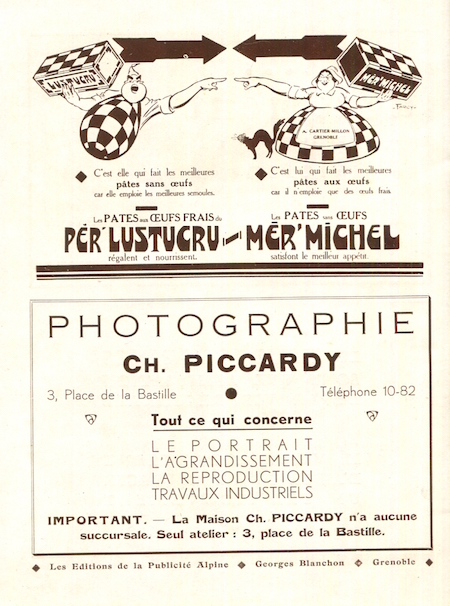 LUSTUCRU
MÈR'MICHEL
A. CARTIER-MILLON
GRENOBLE
C'est elle qui fait les meilleures
pâtes sans œufs
car elle emploie les meilleures semoules.
C'est lui qui fait les meilleures
pâtes aux œufs
car il n'emploie que des œufs frais.
Les PATES aux ŒUFS FRAIS du
PÉR'LUSTUCRU
régalent et nourrissent.
Les PATES sans ŒUFS
MÈR'MICHEL
satisfont le meilleur appétit.
PHOTOGRAPHIE
CH. PICCARDY
3, Place de la Bastille
Téléphone 10-82
Tout ce qui concerne
LE PORTRAIT
L'AGRANDISSEMENT
LA REPRODUCTION
TRAVAUX INDUSTRIELS
IMPORTANT. — La Maison Ch. PICCARDY n'a aucune
succursale. Seul atelier : 3, place de la Bastille.
Les Editions de la Publicité Alpine ◆ Georges Blanchon ◆ Grenoble